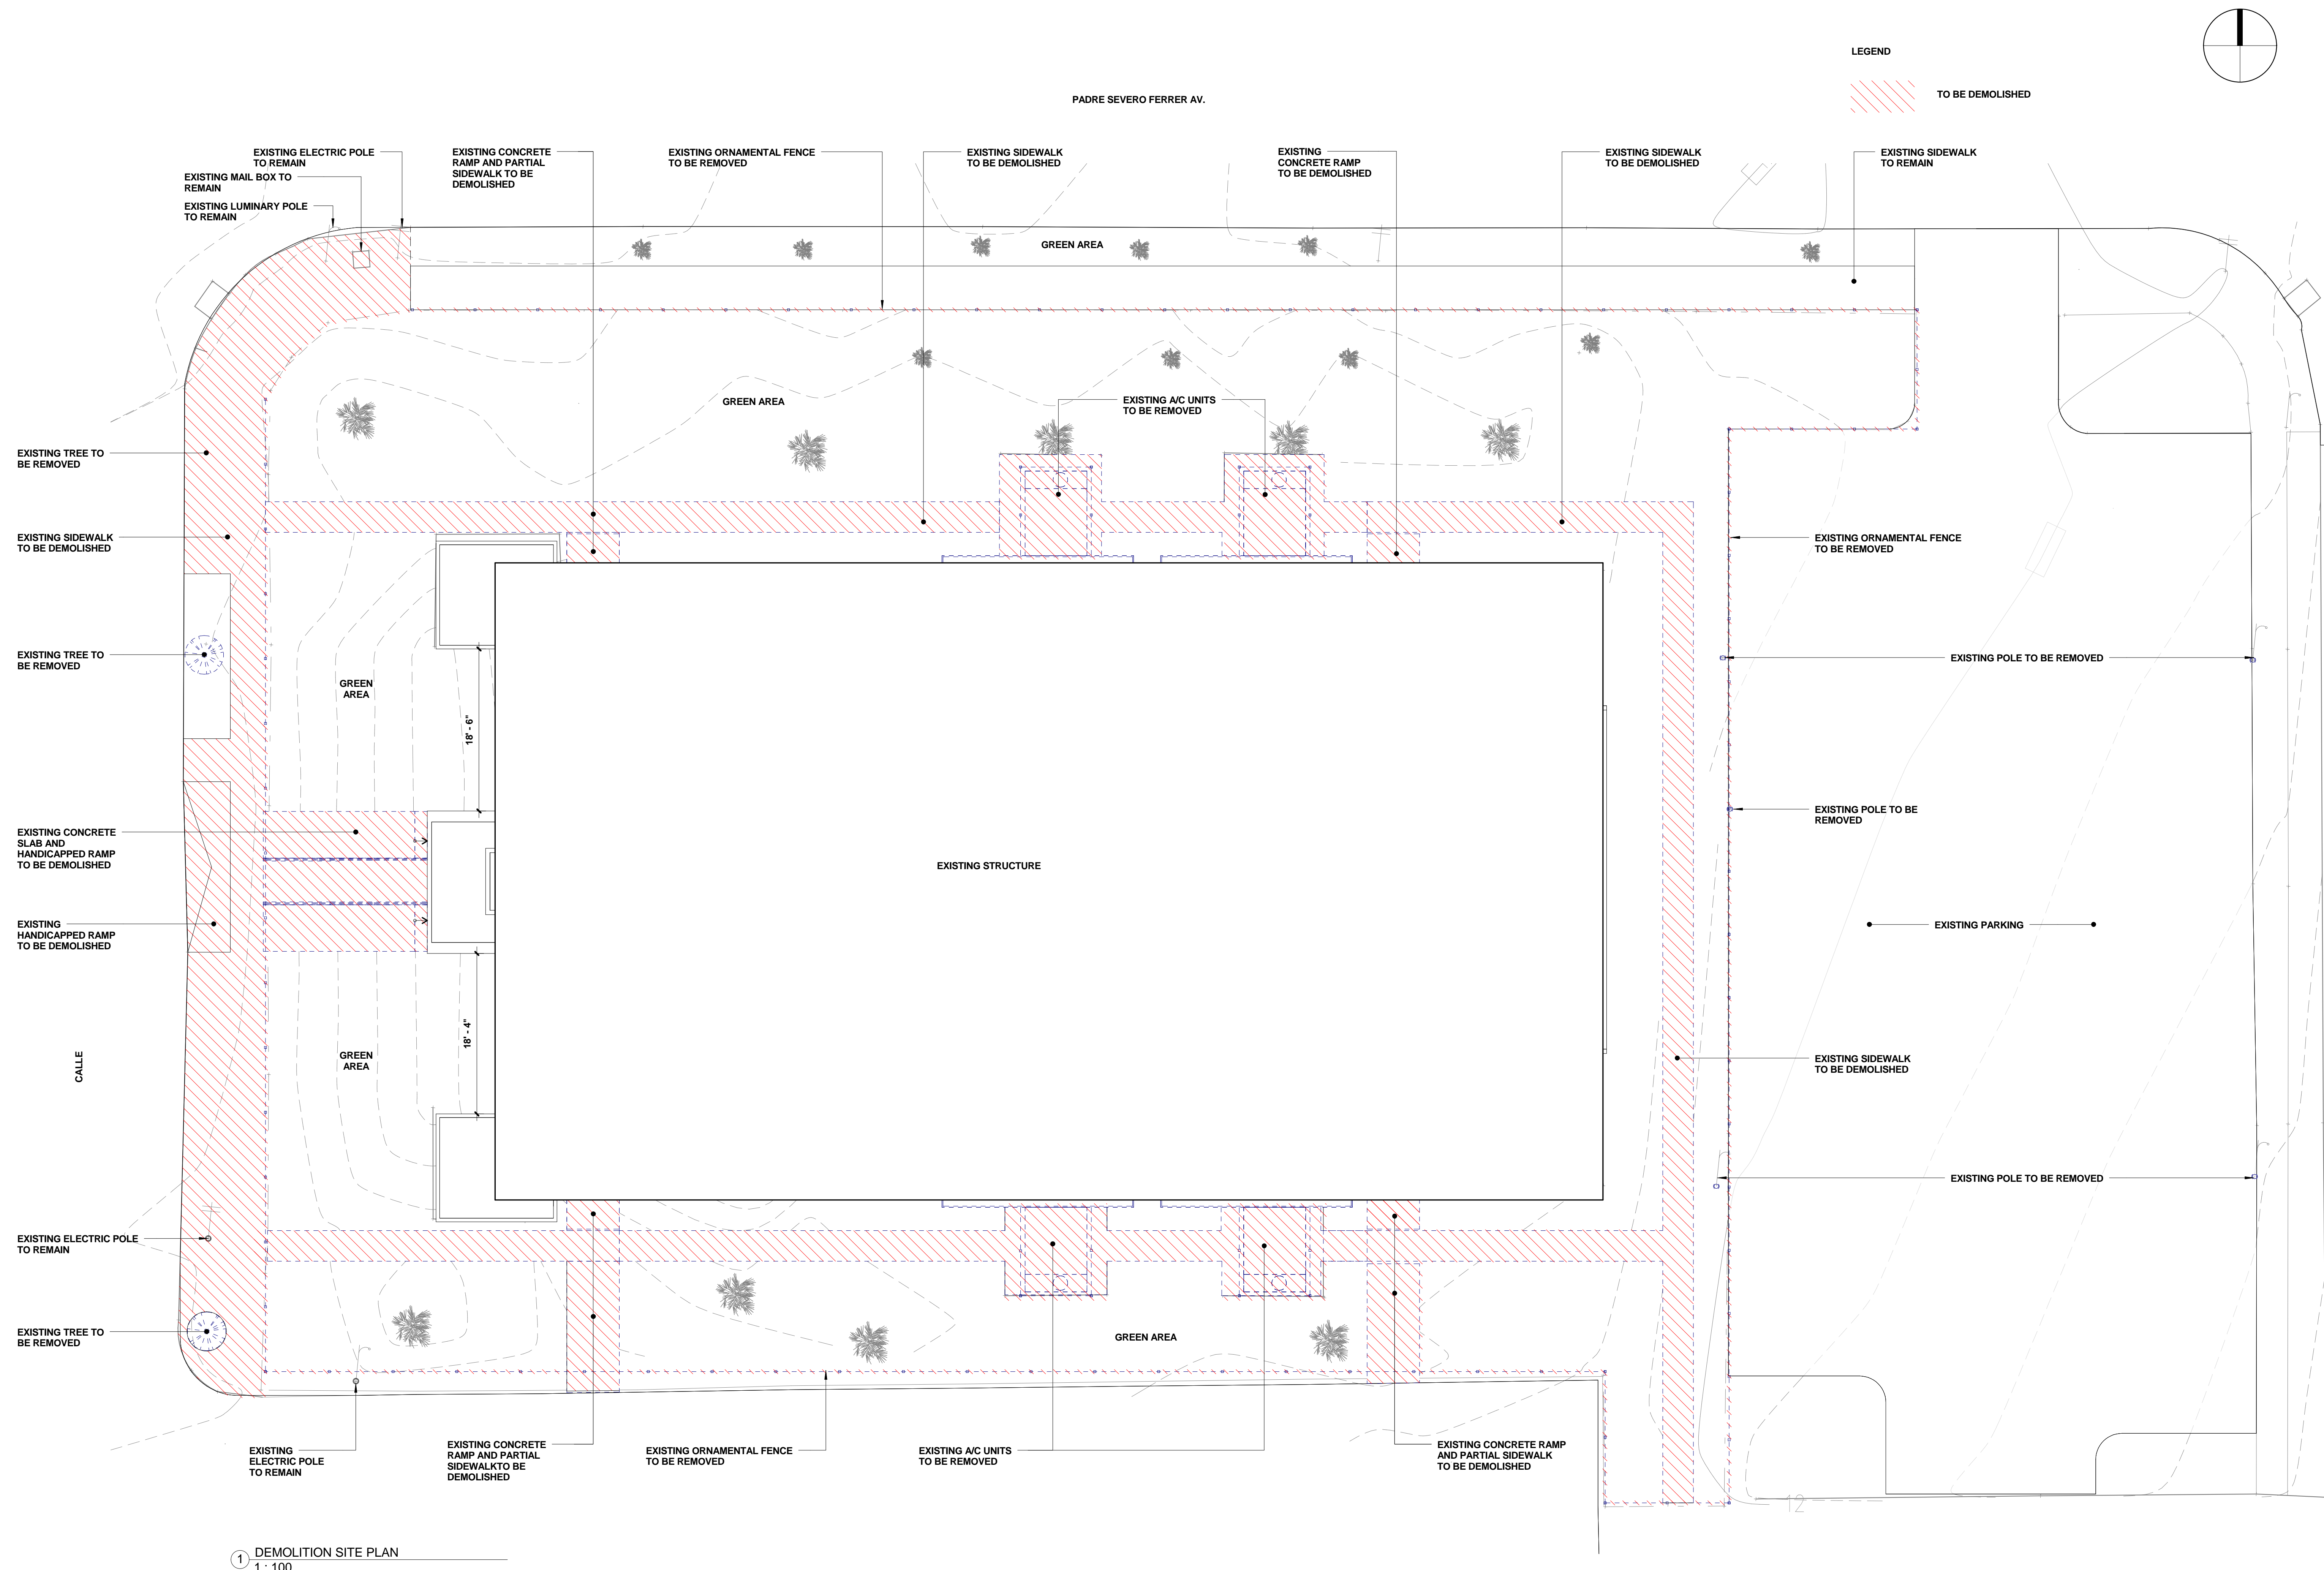 LEGEND
TO BE DEMOLISHED
PADRE SEVERO FERRER AV.
EXISTING ELECTRIC POLE
TO REMAIN
EXISTING MAIL BOX TO
REMAIN
EXISTING LUMINARY POLE
TO REMAIN
EXISTING CONCRETE
RAMP AND PARTIAL
SIDEWALK TO BE
DEMOLISHED
EXISTING ORNAMENTAL FENCE
TO BE REMOVED
EXISTING SIDEWALK
TO BE DEMOLISHED
EXISTING
CONCRETE RAMP
TO BE DEMOLISHED
EXISTING SIDEWALK
TO BE DEMOLISHED
EXISTING SIDEWALK
TO REMAIN
GREEN AREA
GREEN AREA
EXISTING A/C UNITS
TO BE REMOVED
EXISTING TREE TO
BE REMOVED
EXISTING SIDEWALK
TO BE DEMOLISHED
EXISTING ORNAMENTAL FENCE
TO BE REMOVED
EXISTING TREE TO
BE REMOVED
GREEN
AREA
18' - 6"
EXISTING POLE TO BE REMOVED
EXISTING POLE TO BE
REMOVED
EXISTING CONCRETE
SLAB AND
HANDICAPPED RAMP
TO BE DEMOLISHED
EXISTING STRUCTURE
EXISTING
HANDICAPPED RAMP
TO BE DEMOLISHED
EXISTING PARKING
CALLE
GREEN
AREA
18' - 4"
EXISTING SIDEWALK
TO BE DEMOLISHED
EXISTING POLE TO BE REMOVED
EXISTING ELECTRIC POLE
TO REMAIN
EXISTING TREE TO
BE REMOVED
GREEN AREA
EXISTING
ELECTRIC POLE
TO REMAIN
EXISTING CONCRETE
RAMP AND PARTIAL
SIDEWALKTO BE
DEMOLISHED
EXISTING ORNAMENTAL FENCE
TO BE REMOVED
EXISTING A/C UNITS
TO BE REMOVED
EXISTING CONCRETE RAMP
AND PARTIAL SIDEWALK
TO BE DEMOLISHED
12
1 DEMOLITION SITE PLAN
1 : 100